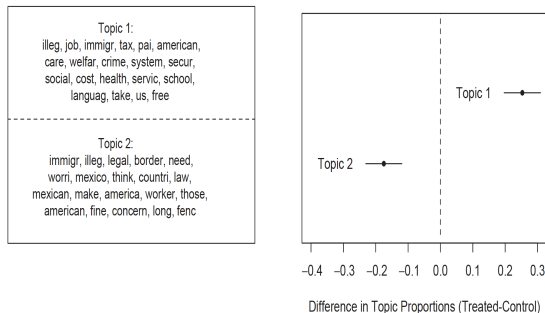 Topic 1:
illeg, job, immigr, tax, pai, american,
care, welfar, crime, system, secur,
social, cost, health, servic, school,
languag, take, us, free
Topic 2:
immigr, illeg, legal, border, need,
worri, mexico, think, countri, law,
mexican, make, america, worker, those,
american, fine, concern, long, fenc
Topic 1
Topic 2
−0.4 −0.3 −0.2 −0.1 0.0 0.1 0.2 0.3
Difference in Topic Proportions (Treated-Control)